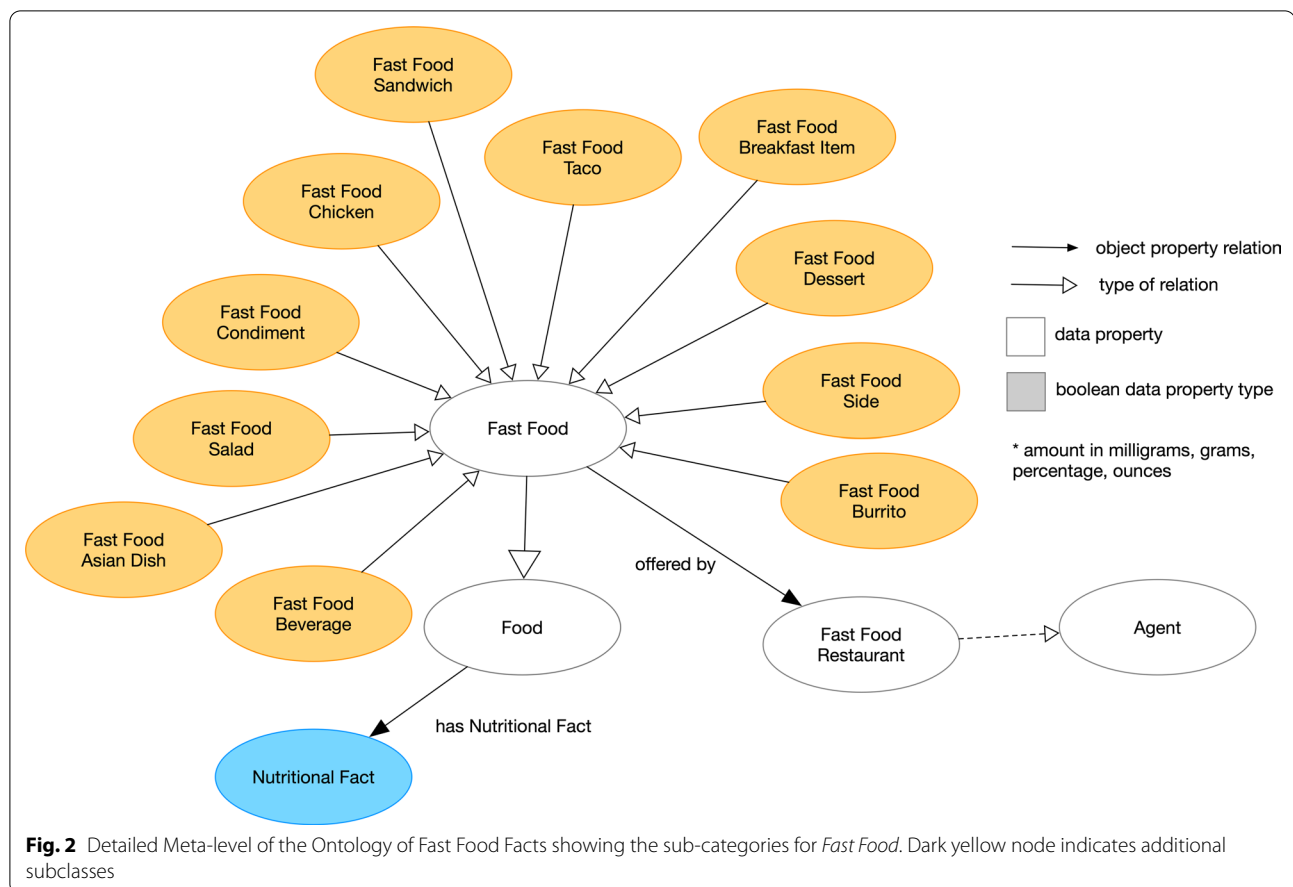 Fast Food
Sandwich
Fast Food
Taco
Fast Food
Breakfast Item
Fast Food
Chicken
Fast Food
Dessert
Fast Food
Condiment
Fast Food
Side
Fast Food
Salad
Fast Food
Fast Food
Burrito
Fast Food
Asian Dish
Fast Food
Beverage
Food
offered by
Fast Food
Restaurant
Agent
has Nutritional Fact
Nutritional Fact
object property relation
type of relation
data property
boolean data property type
* amount in milligrams, grams,
percentage, ounces
Fig. 2 Detailed Meta-level of the Ontology of Fast Food Facts showing the sub-categories for Fast Food. Dark yellow node indicates additional
subclasses